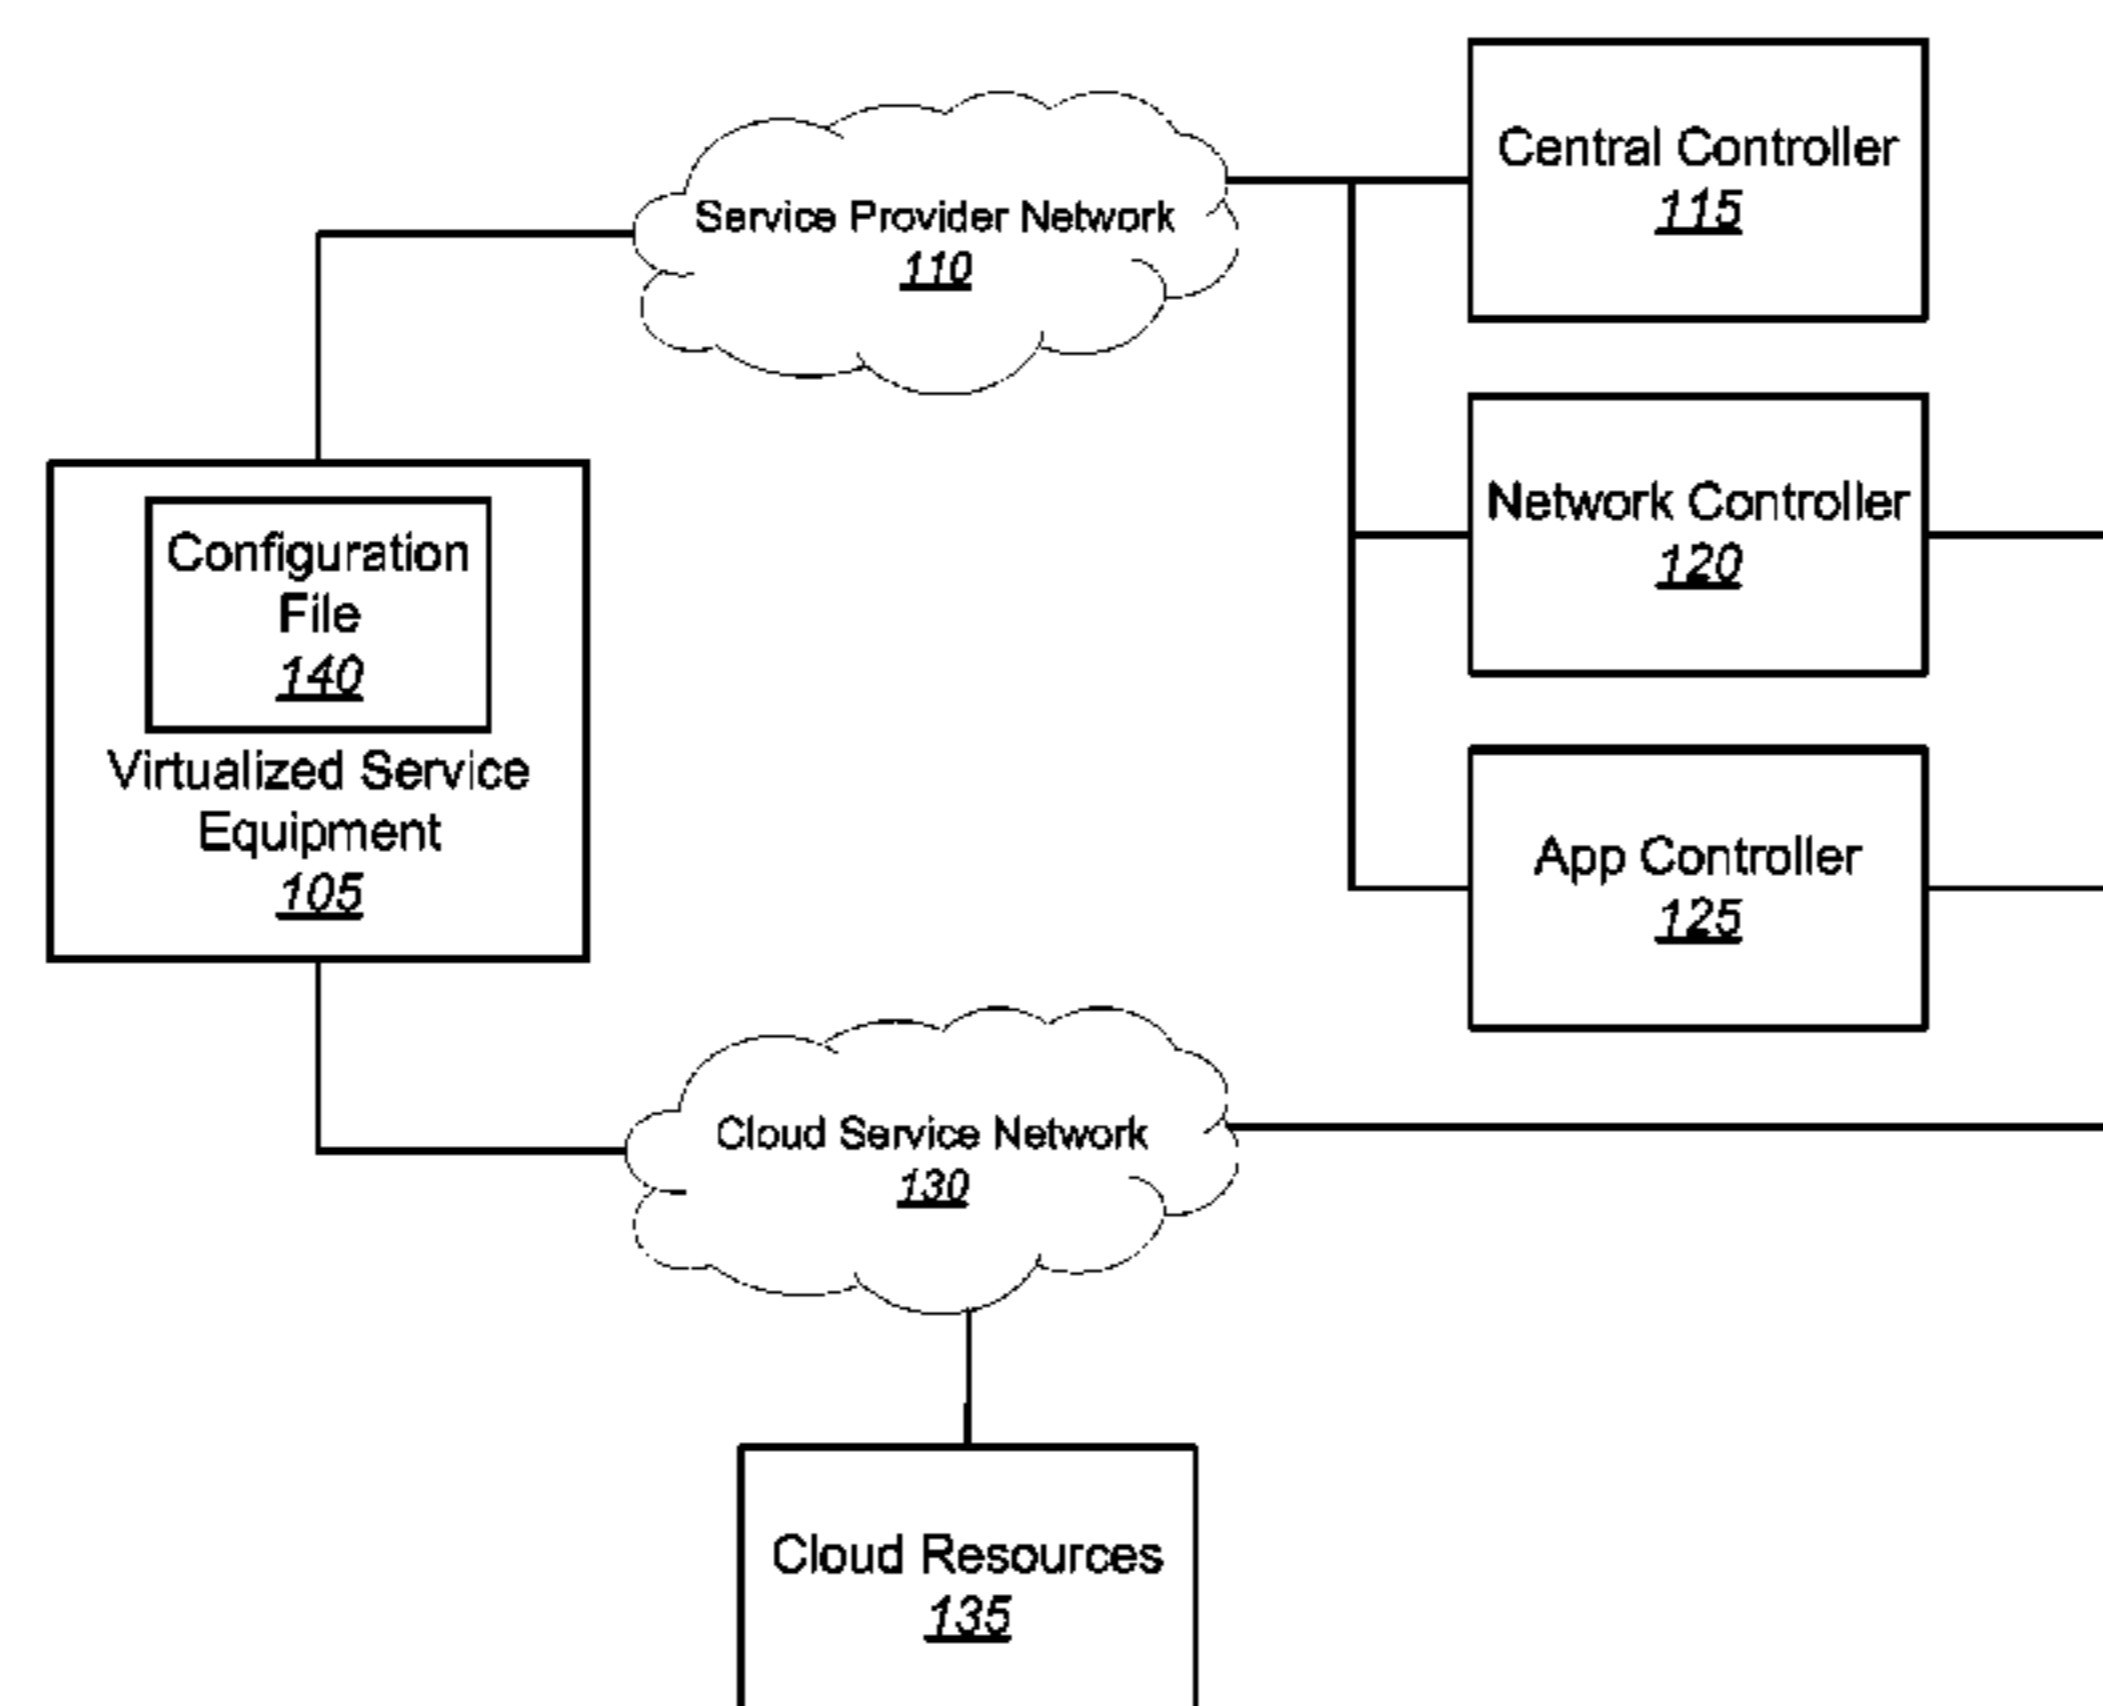 Central Controller
115
Service Provider Network
110
Network Controller
120
Configuration
File
140
Virtualized Service
Equipment
105
App Controller
125
Cloud Service Network
130
Cloud Resources
135